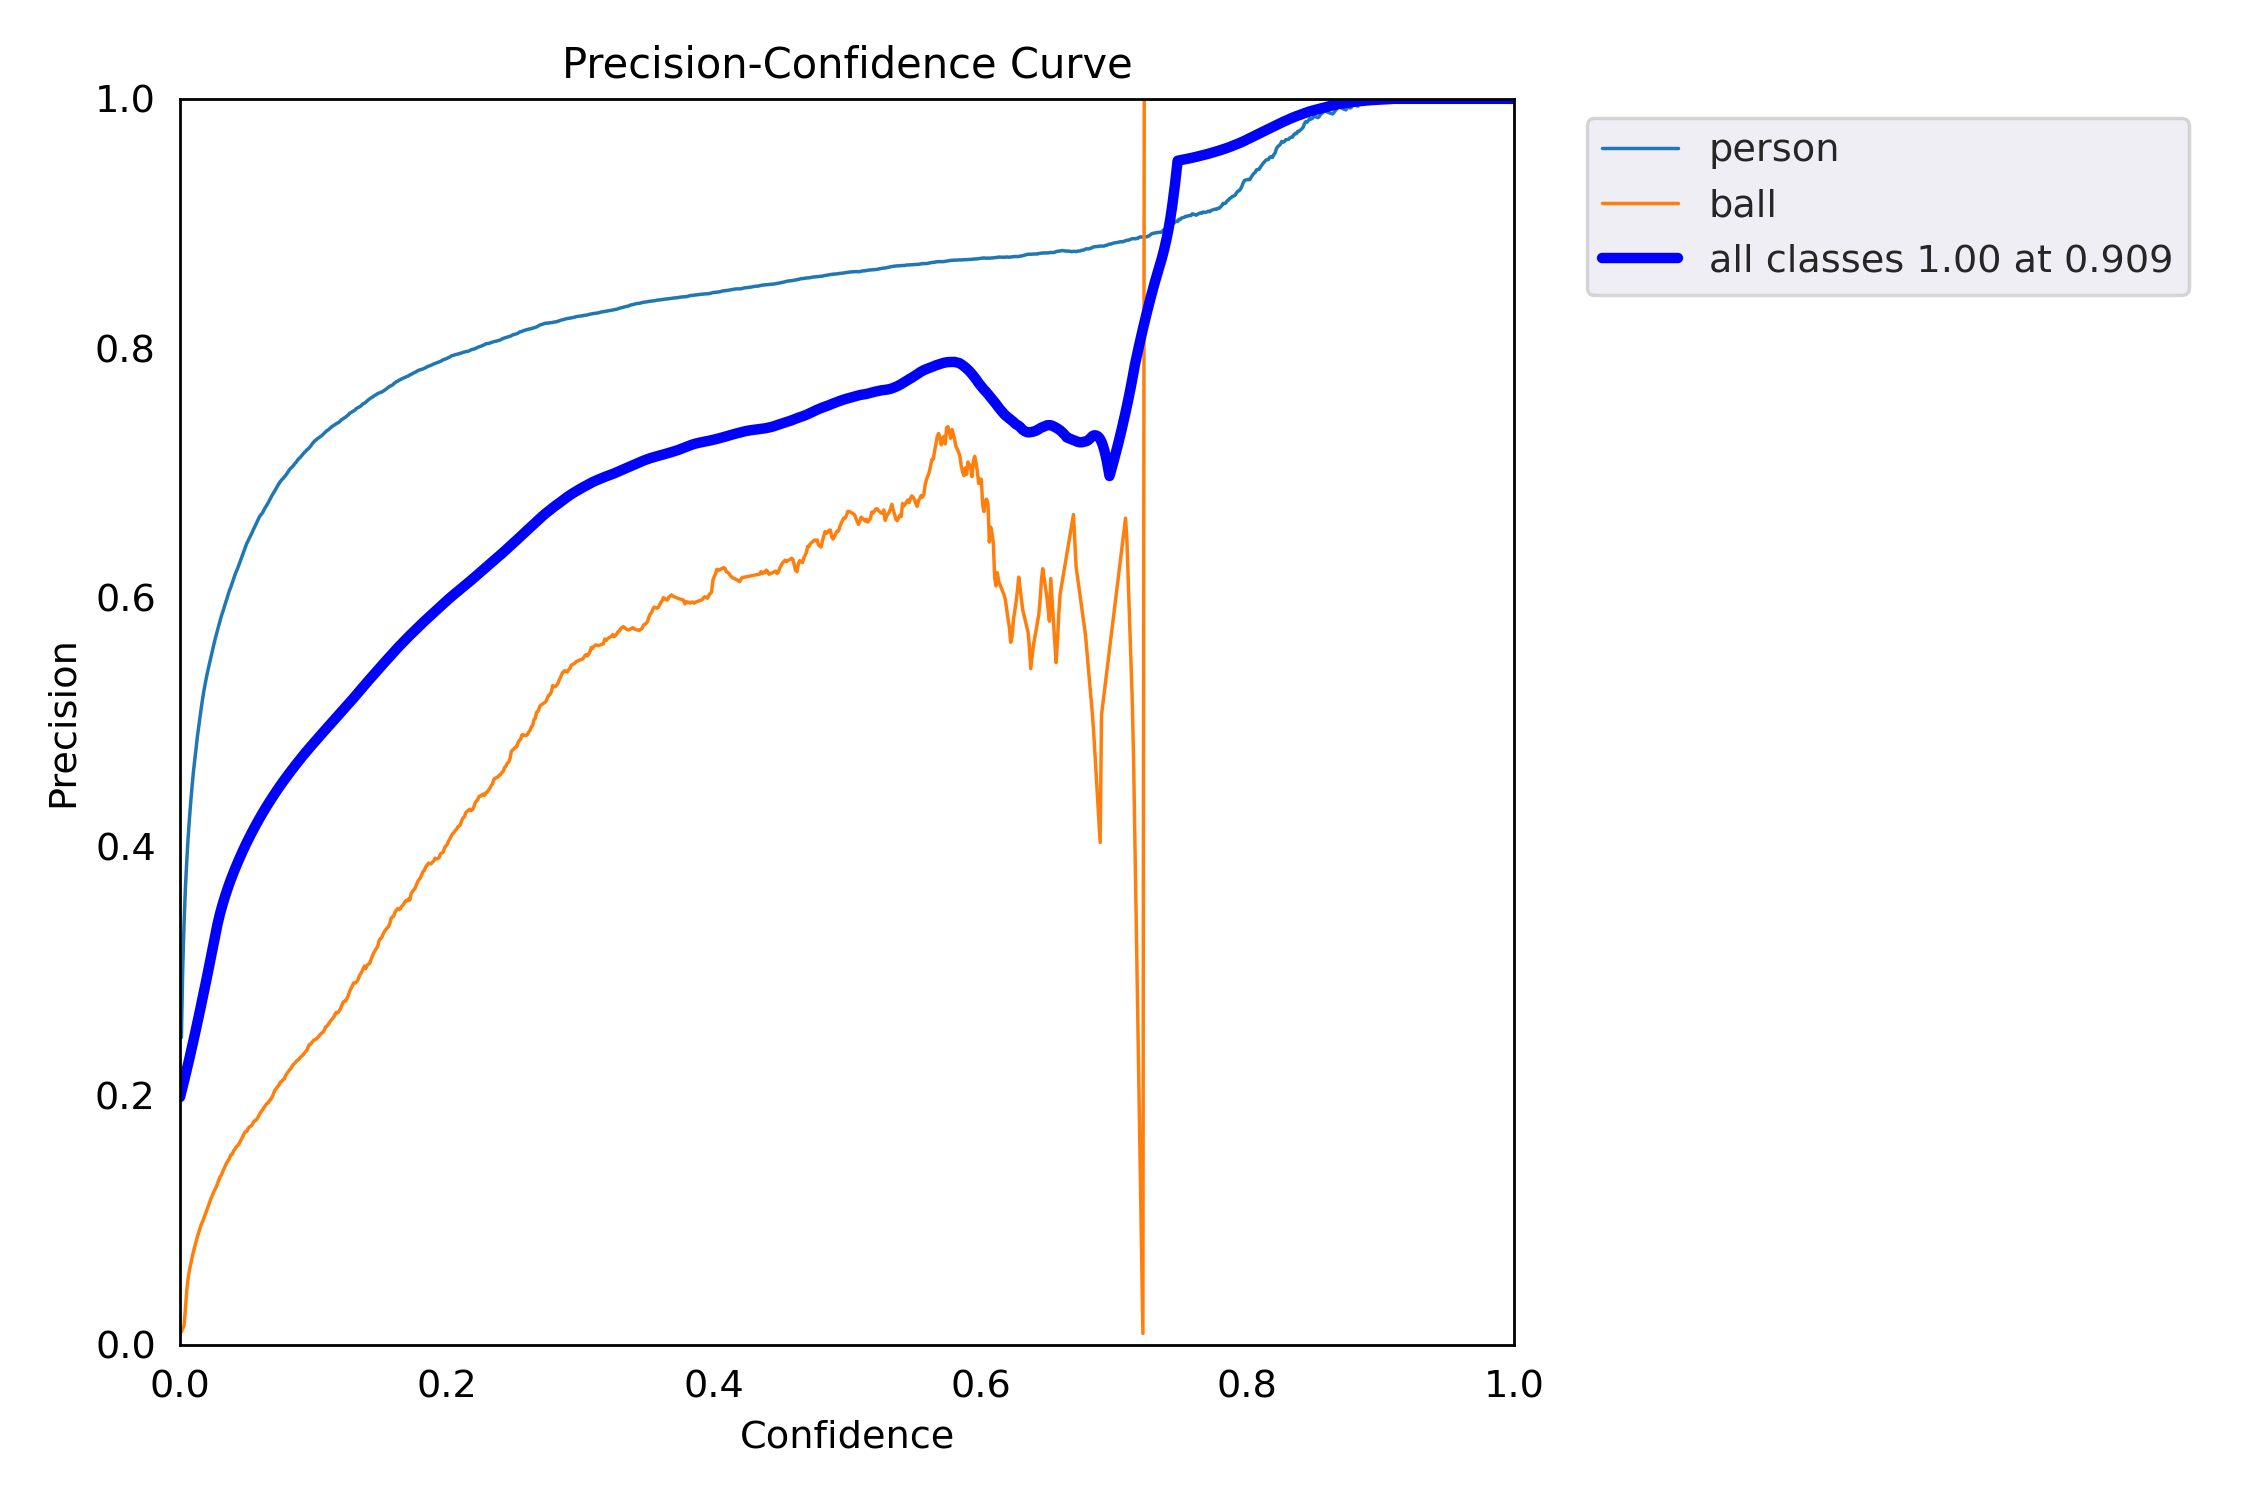 Precision-Confidence Curve
1.0
0.8
0.6
0.4
0.2
0.0
Precision
0.0 0.2 0.4 0.6 0.8 1.0
Confidence
person
ball
all classes 1.00 at 0.909